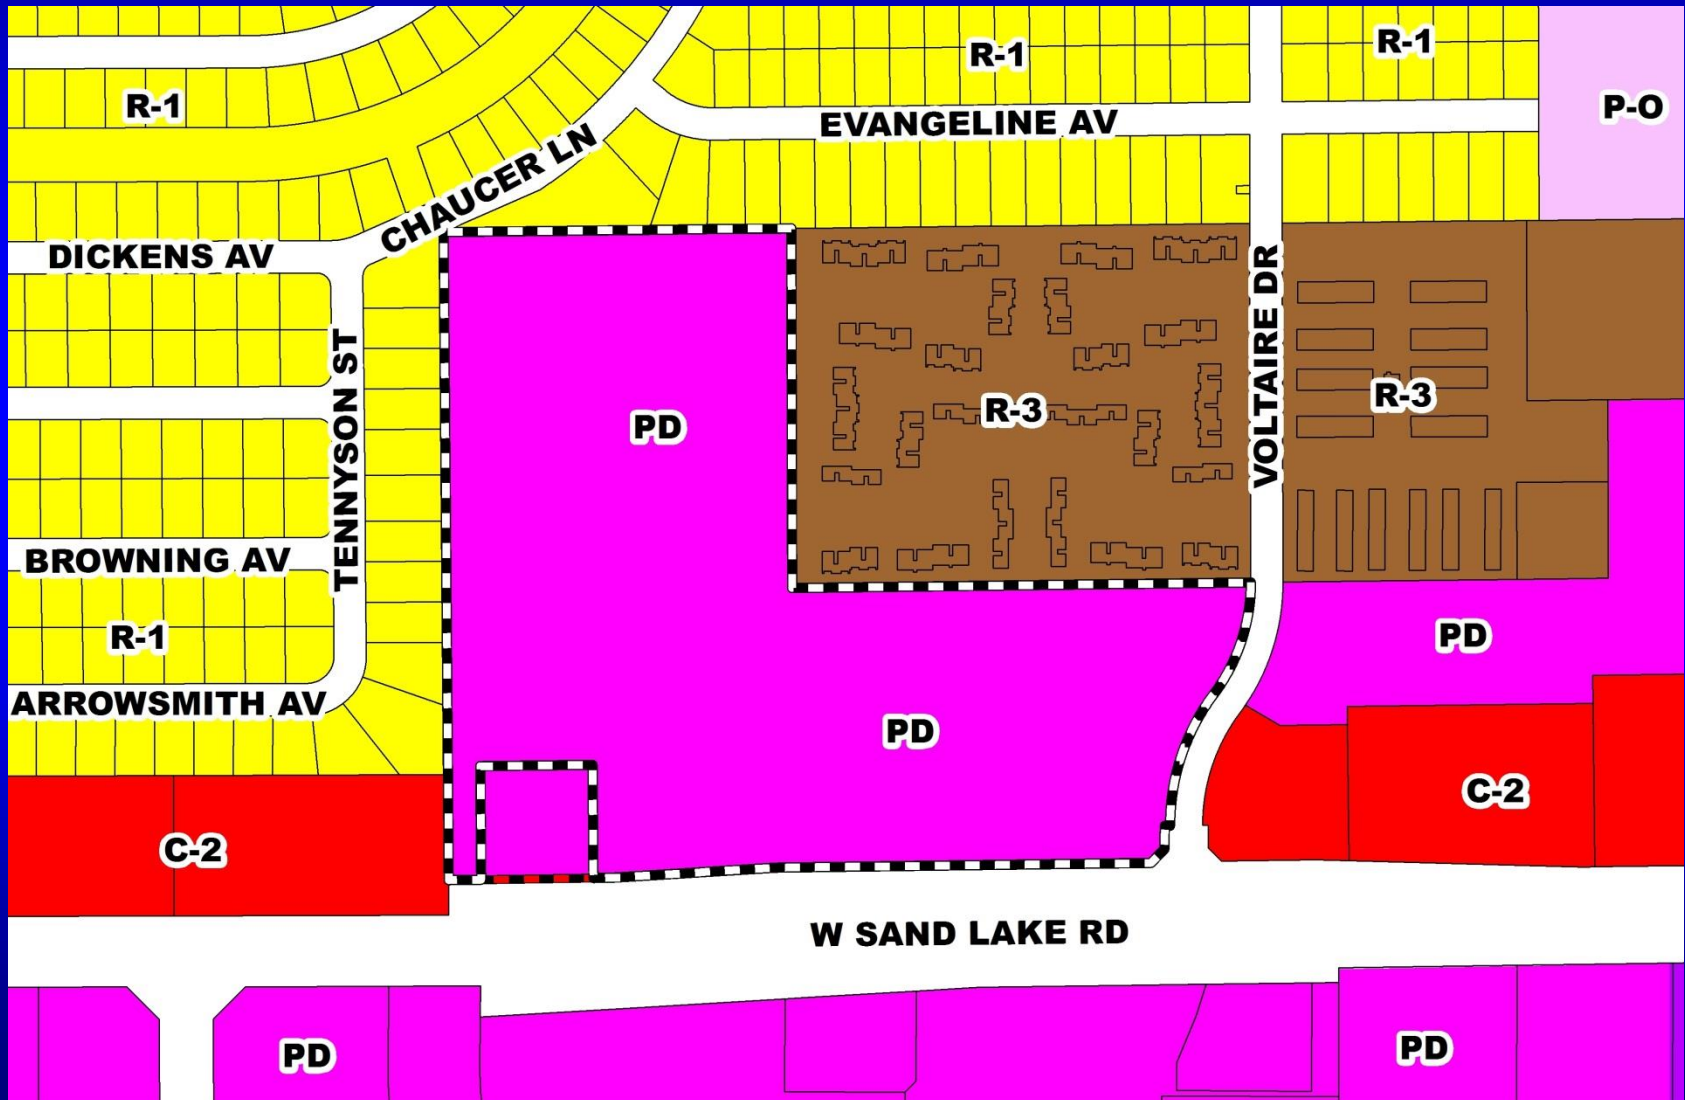 R-1
R-1
R-1
P-O
EVANGELINE AV
CHAUCER LN
DICKENS AV
VOLTAIRE DR
TENNYSON ST
R-3
R-3
PD
BROWNING AV
R-1
PD
ARROWSMITH AV
PD
C-2
C-2
W SAND LAKE RD
PD
PD